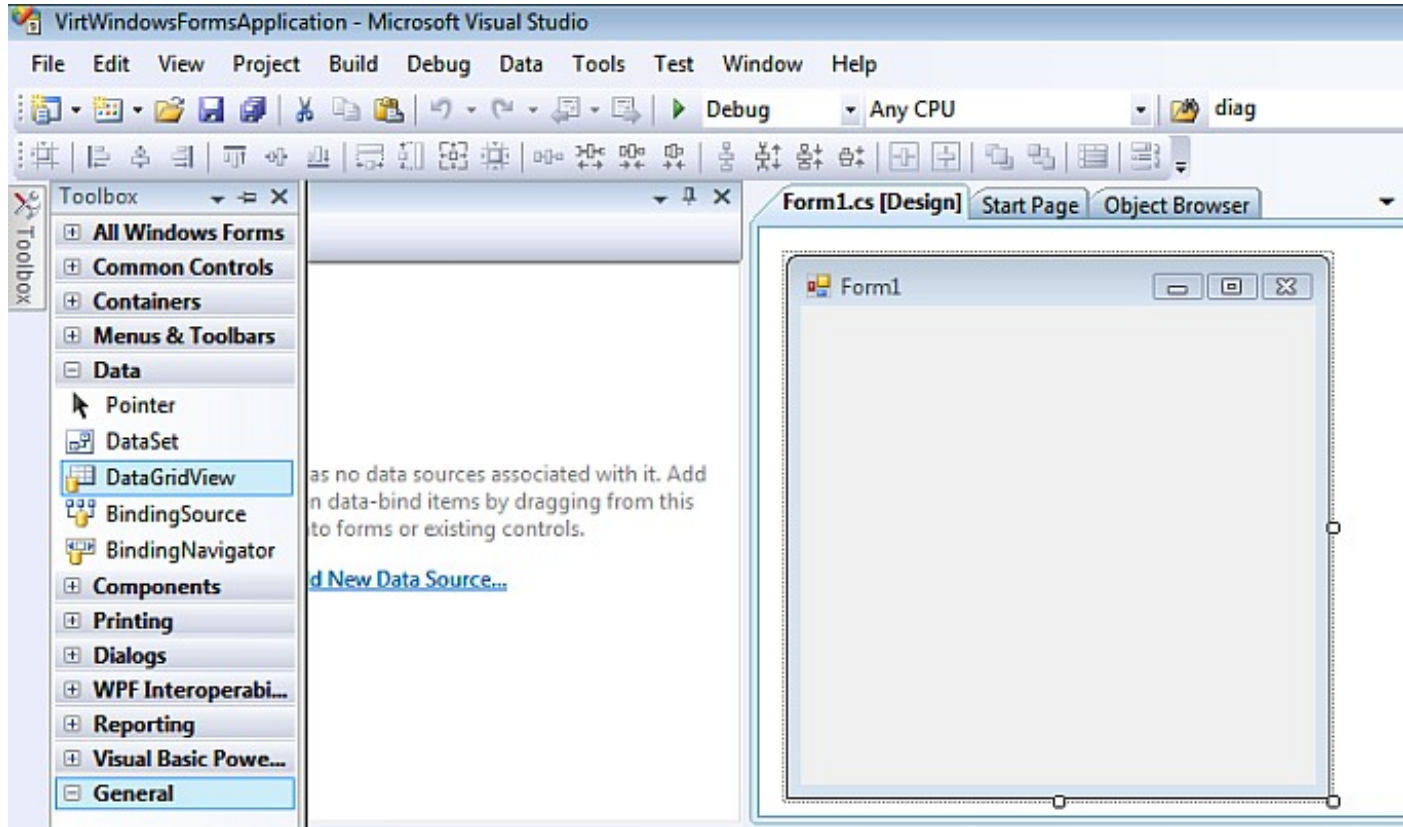 VirtWindowsFormsApplication - Microsoft Visual Studio
File Edit View Project Build Debug Data Tools Test Window Help
Debug Any CPU diag
Toolbox
Toolbox
All Windows Forms
Common Controls
Containers
Menus & Toolbars
Data
Pointer
DataSet
DataGridView
BindingSource
BindingNavigator
Components
Printing
Dialogs
WPF Interoperabi...
Reporting
Visual Basic Powe...
General
as no data sources associated with it. Add
n data-bind items by dragging from this
to forms or existing controls.
d New Data Source...
Form1.cs [Design] Start Page Object Browser
Form1